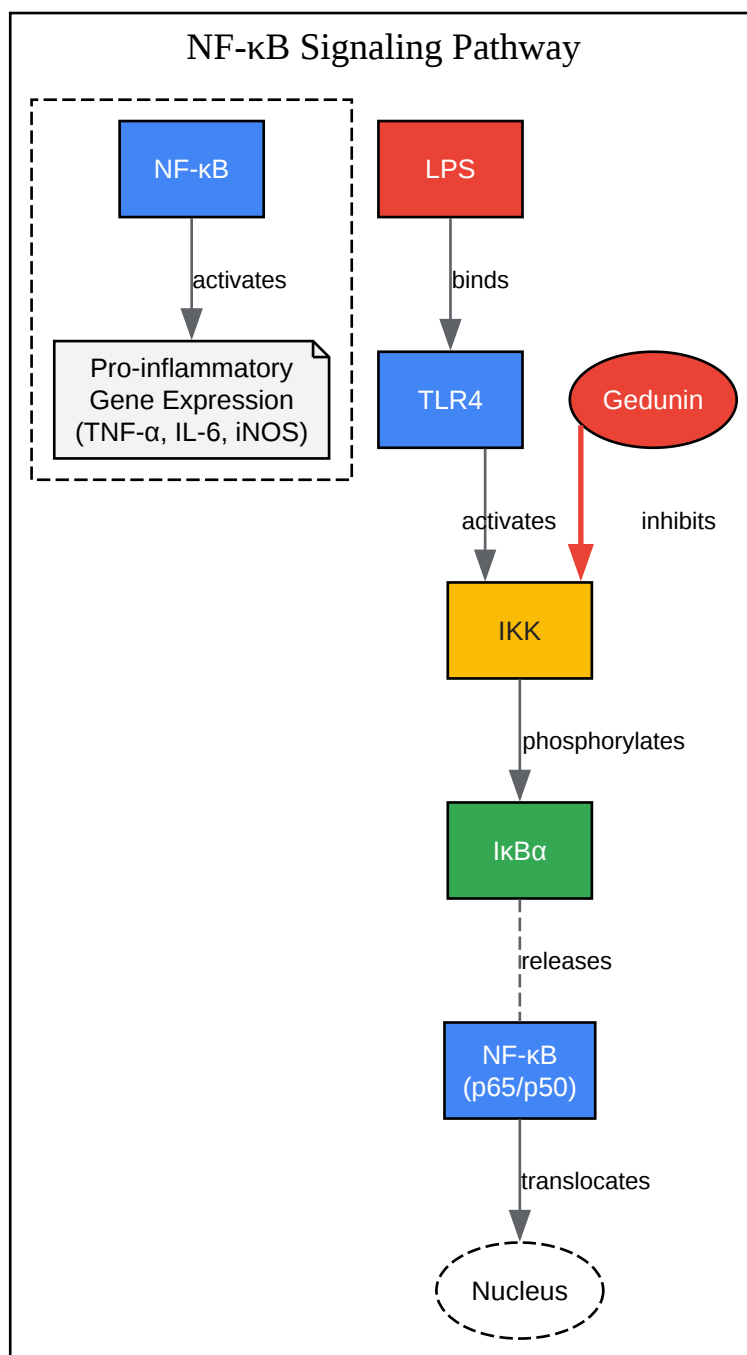 NF-κB Signaling Pathway
NF-κB
activates
Pro-inflammatory
Gene Expression
(TNF-α, IL-6, iNOS)
LPS
binds
TLR4
Gedunin
activates
inhibits
IKK
phosphorylates
IκBα
releases
NF-κB
(p65/p50)
translocates
Nucleus